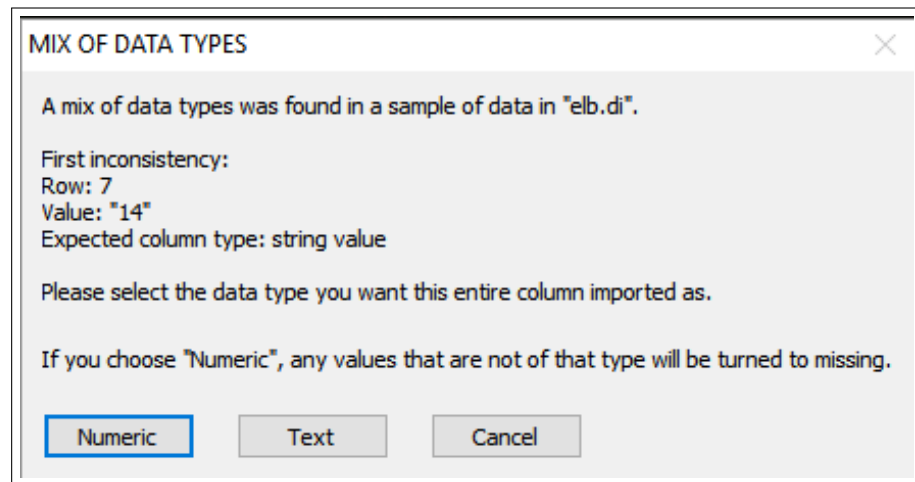 MIX OF DATA TYPES
A mix of data types was found in a sample of data in "elb.di".
First inconsistency:
Row: 7
Value: "14"
Expected column type: string value
Please select the data type you want this entire column imported as.
If you choose "Numeric", any values that are not of that type will be turned to missing.
Numeric Text Cancel